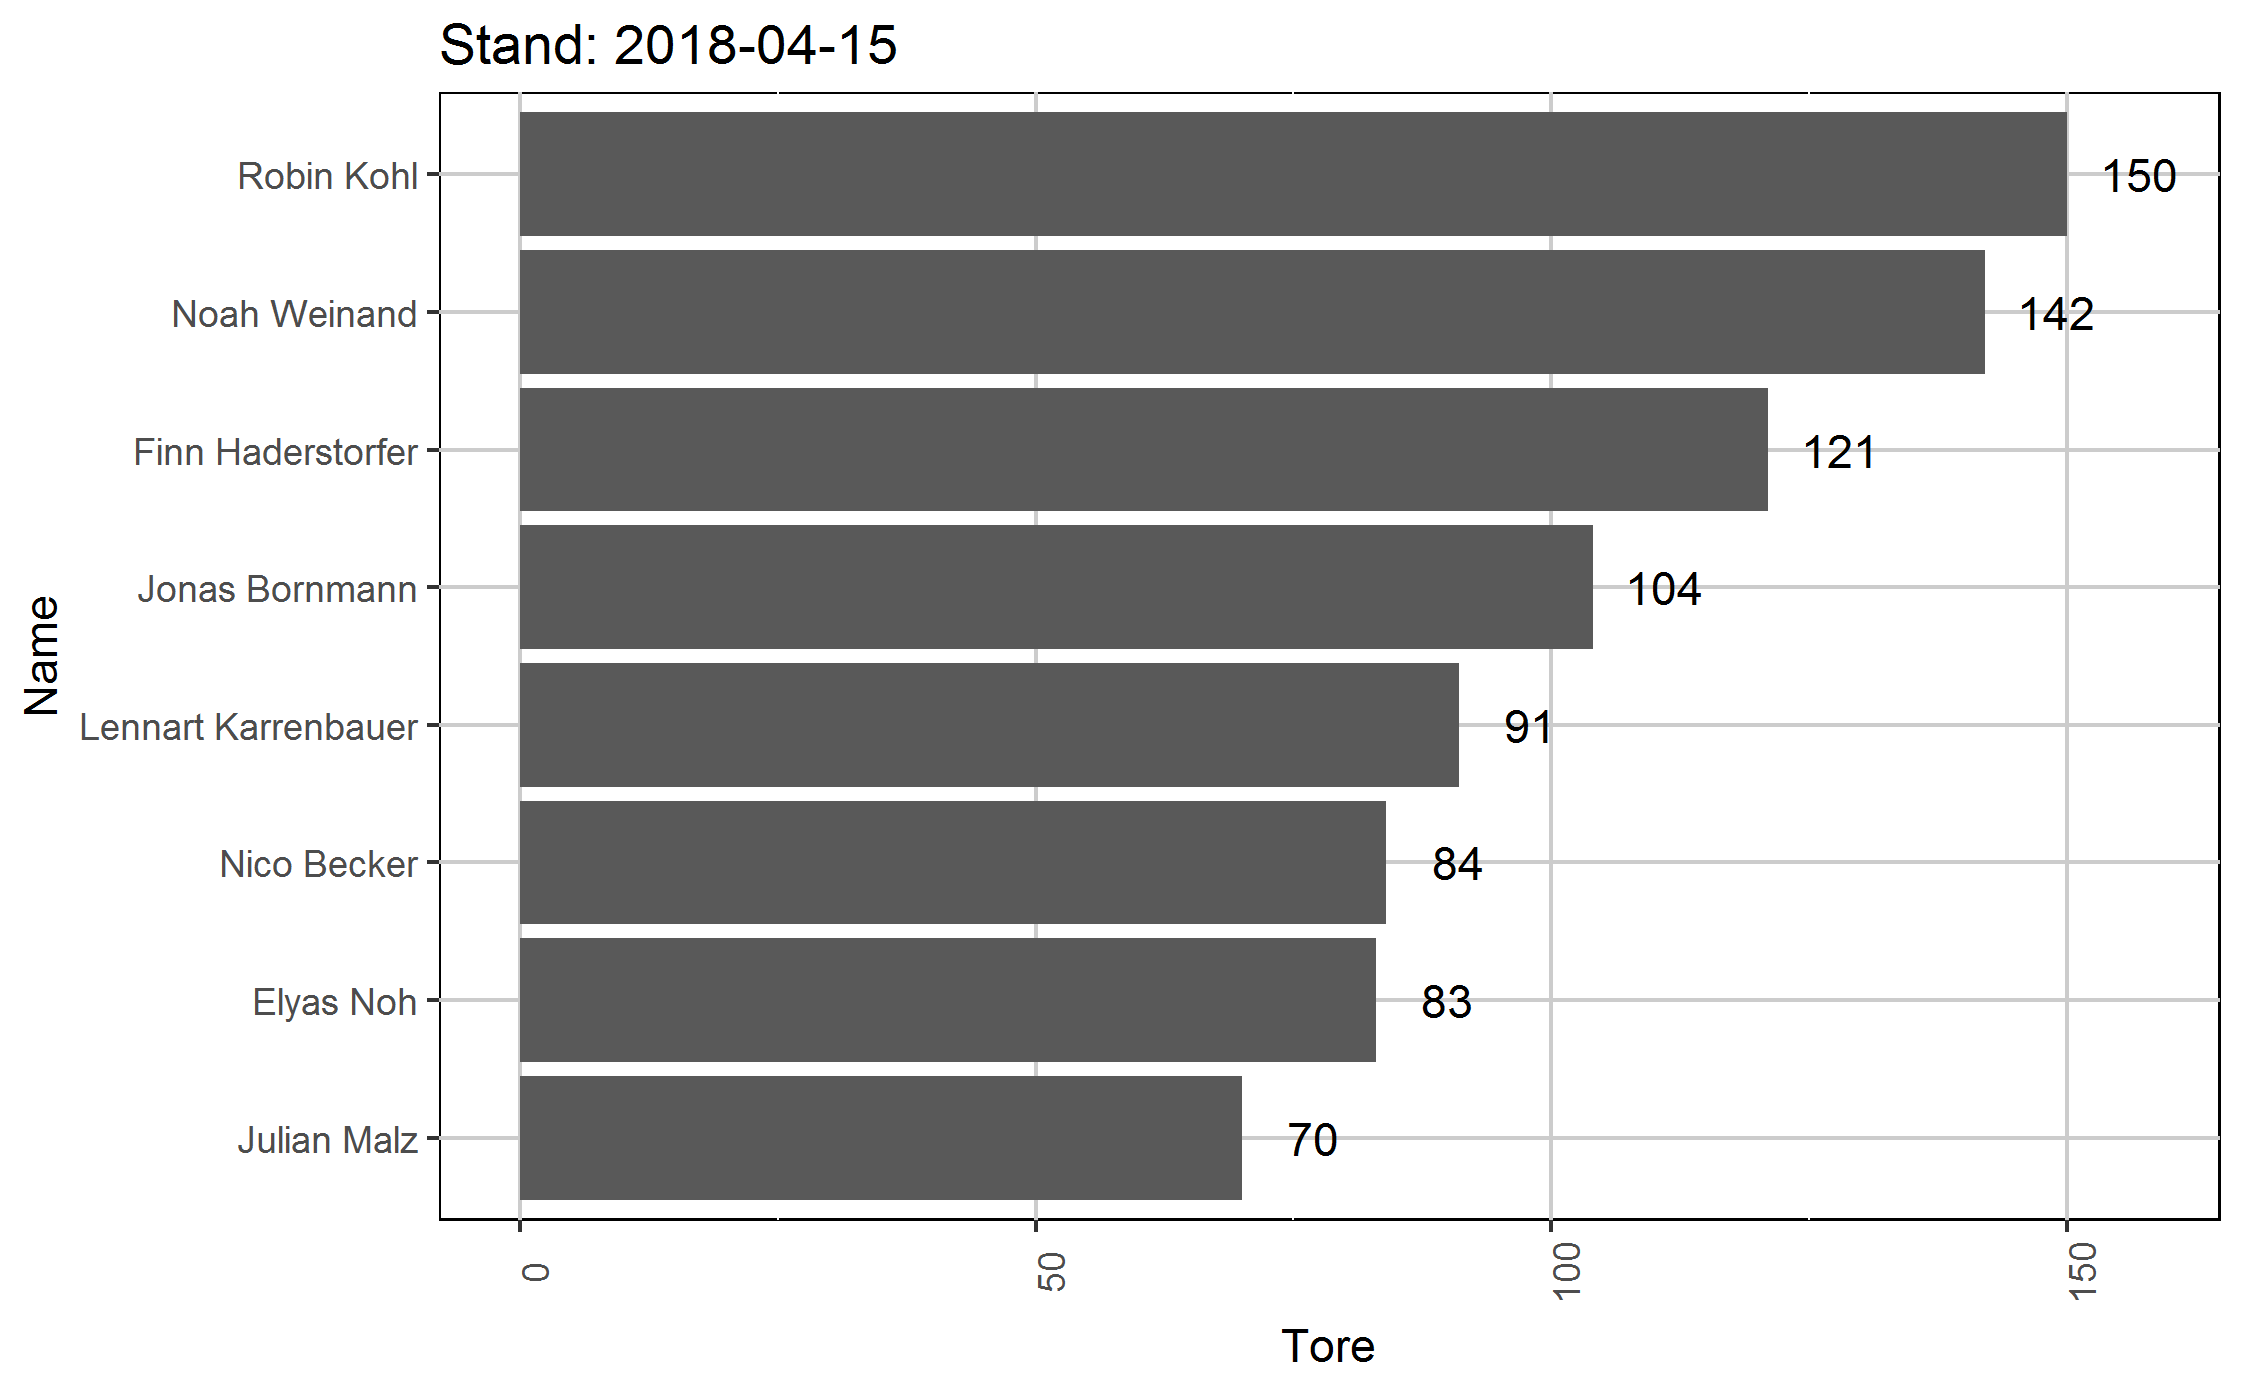 Stand: 2018-04-15
Name
Robin Kohl 150
Noah Weinand 142
Finn Haderstorfer 121
Jonas Bornmann 104
Lennart Karrenbauer 91
Nico Becker 84
Elyas Noh 83
Julian Malz 70
0 50 100 150
Tore